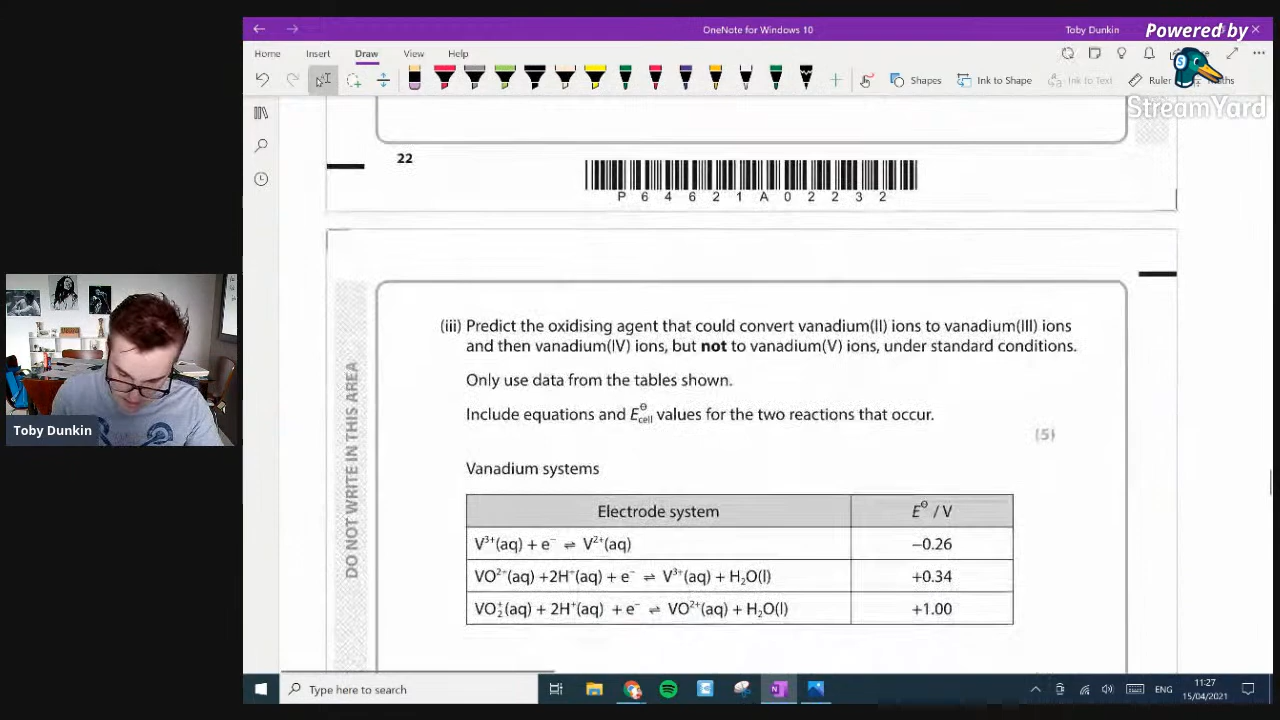 OneNote for Windows 10
Toby Dunkin
Powered by
StreamYard
Home
Insert
Draw
View
Help
Shapes
Ink to Shape
Ink to Text
Ruler
22
P 6 4 6 2 1 A 0 2 2 3 2
DO NOT WRITE IN THIS AREA
(iii) Predict the oxidising agent that could convert vanadium(II) ions to vanadium(III) ions
and then vanadium(IV) ions, but not to vanadium(V) ions, under standard conditions.
Only use data from the tables shown.
Include equations and E⦵cell values for the two reactions that occur.
(5)
Vanadium systems
Electrode system E⦵ / V
V³⁺(aq) + e⁻ ⇌ V²⁺(aq) −0.26
VO²⁺(aq) +2H⁺(aq) + e⁻ ⇌ V³⁺(aq) + H₂O(l) +0.34
VO₂⁺(aq) + 2H⁺(aq) + e⁻ ⇌ VO²⁺(aq) + H₂O(l) +1.00
Toby Dunkin
Type here to search
ENG
11:27
15/04/2021